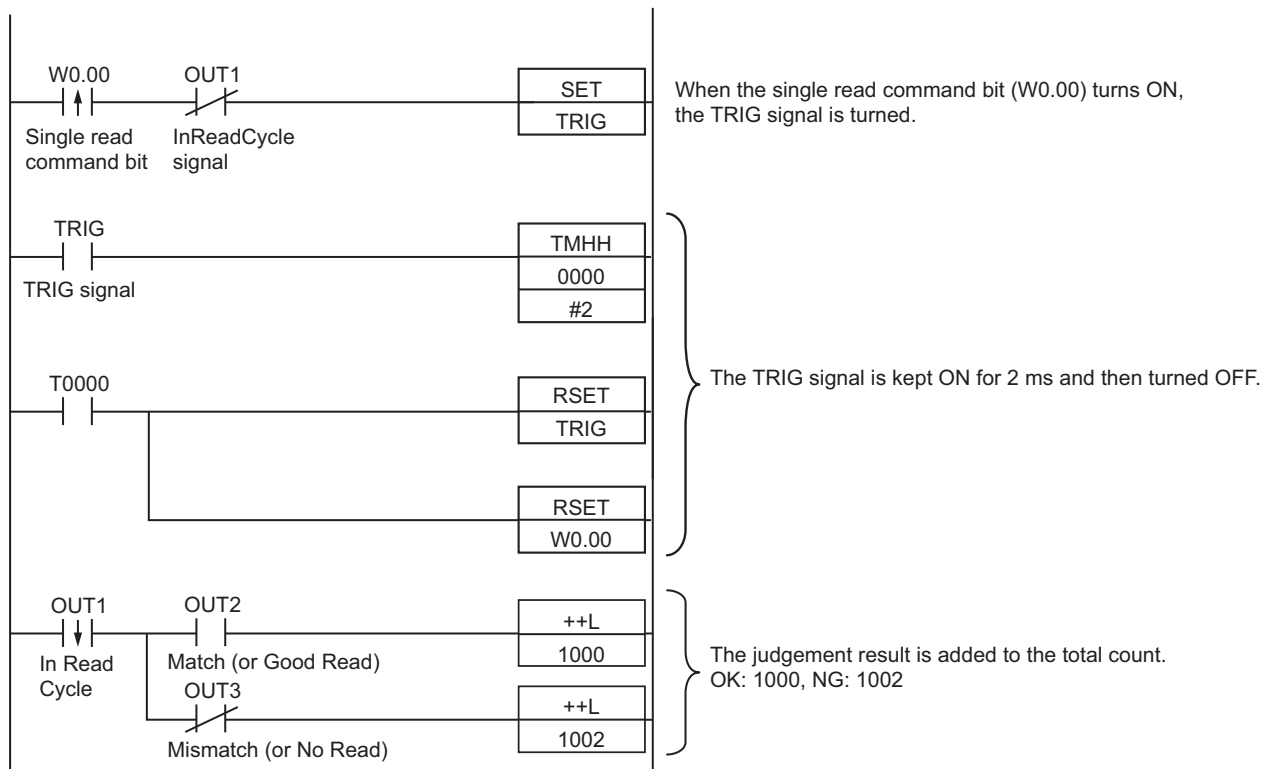 W0.00
OUT1
SET
TRIG
Single read
command bit
InReadCycle
signal
When the single read command bit (W0.00) turns ON,
the TRIG signal is turned.
TRIG
TRIG signal
TMHH
0000
#2
T0000
RSET
TRIG
RSET
W0.00
The TRIG signal is kept ON for 2 ms and then turned OFF.
OUT1
In Read
Cycle
OUT2
Match (or Good Read)
++L
1000
OUT3
Mismatch (or No Read)
++L
1002
The judgement result is added to the total count.
OK: 1000, NG: 1002